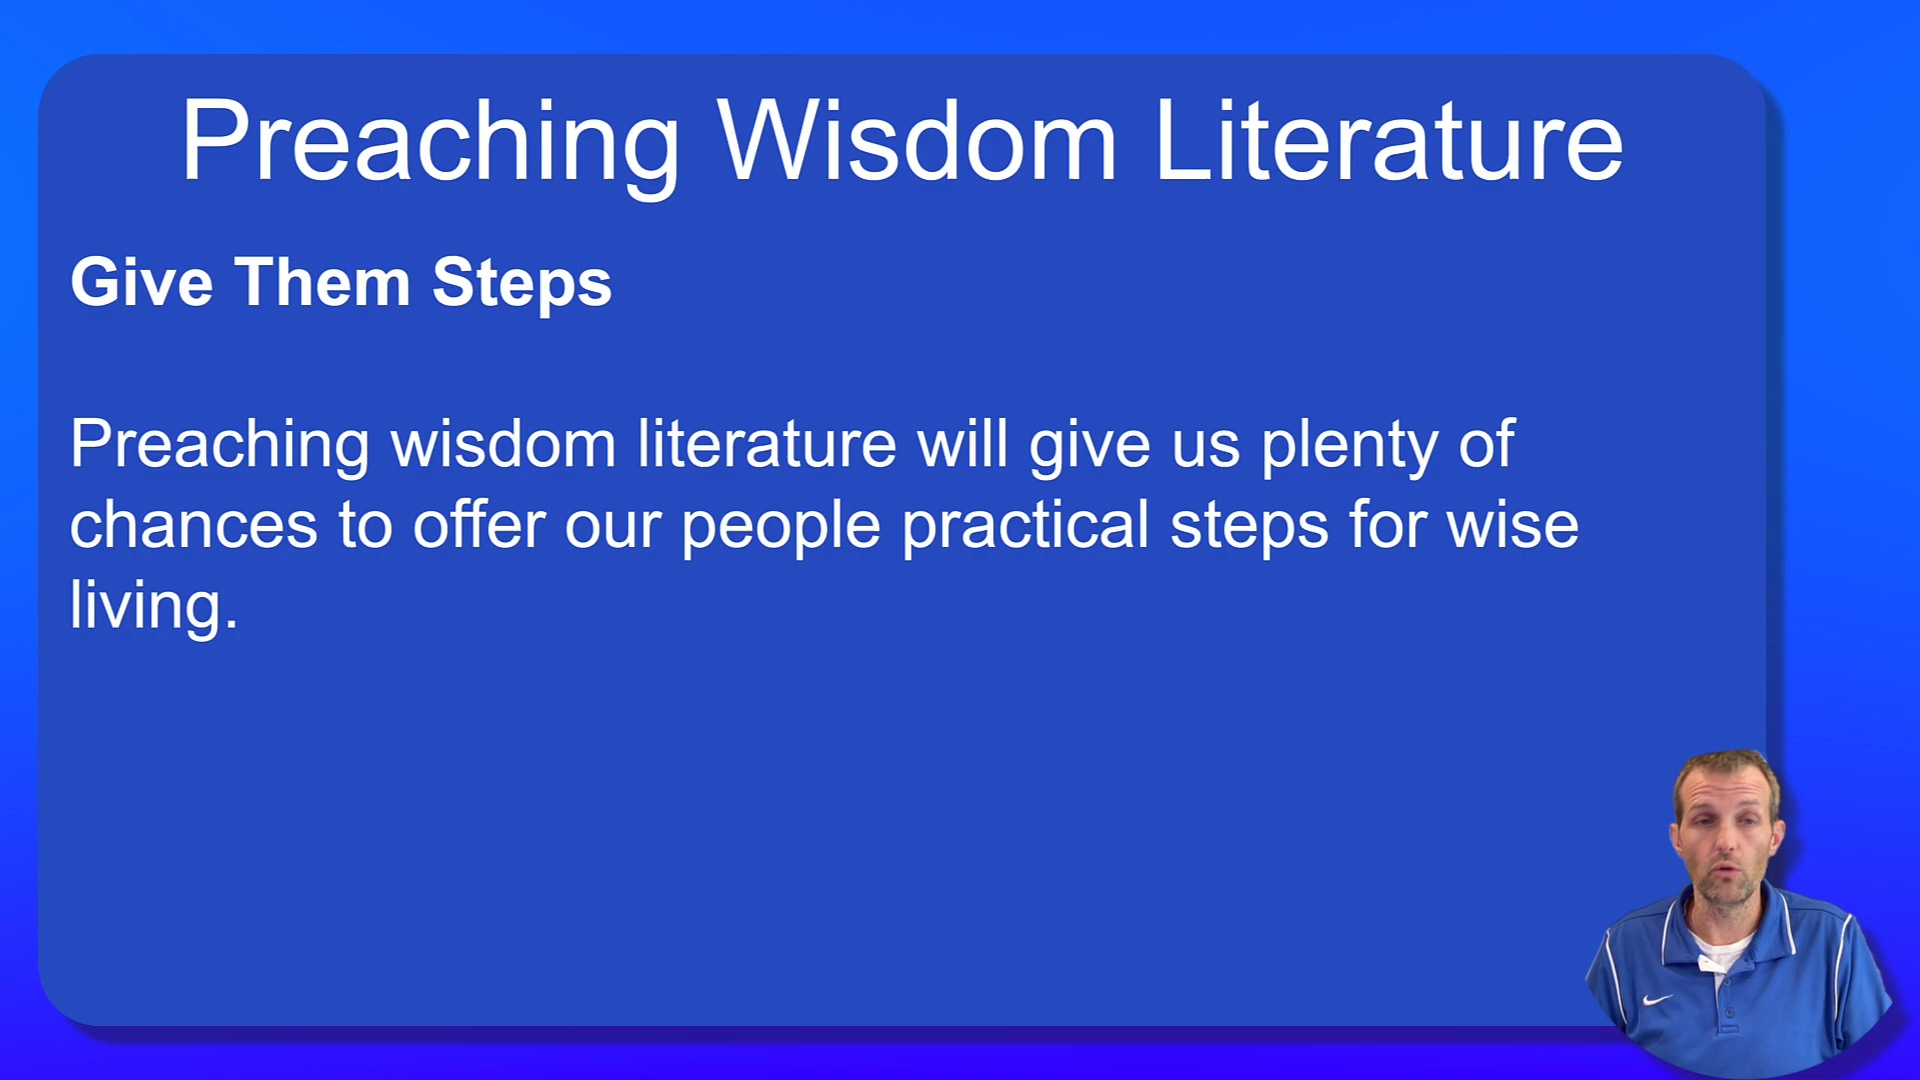 Preaching Wisdom Literature
Give Them Steps
Preaching wisdom literature will give us plenty of
chances to offer our people practical steps for wise
living.